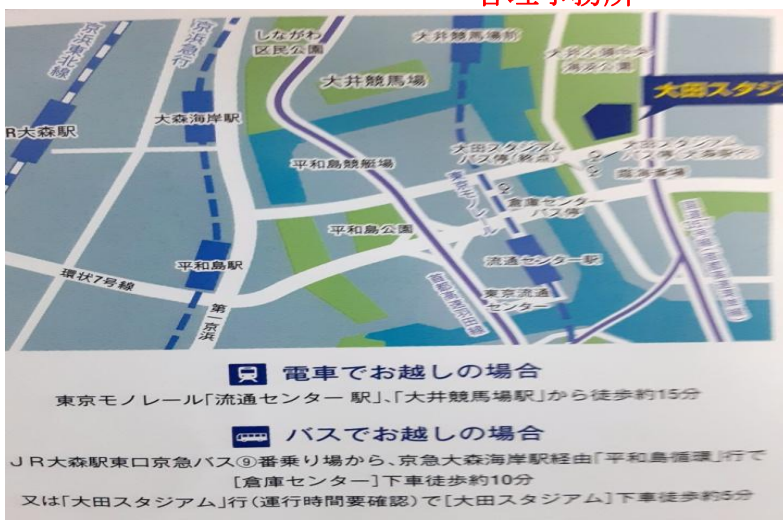 管理事務所
京浜東北線
京浜急行
しながわ
区民公園
大井競馬場前
大井競馬場
大井ふ頭中央
海浜公園
大田スタジ
R大森駅
大森海岸駅
大田スタジアム
バス停(終点)
大田スタジアム
平和島競艇場
東京モノレール
臨海斎場
倉庫センター
バス停
平和島公園
平和島駅
流通センター駅
環状7号線
第一京浜
東京流通
センター
電車でお越しの場合
東京モノレール「流通センター 駅」、「大井競馬場駅」から徒歩約15分
バスでお越しの場合
JR大森駅東口京急バス⑨番乗り場から、京急大森海岸駅経由「平和島循環」行で
[倉庫センター]下車徒歩約10分
又は「大田スタジアム」行(運行時間要確認)で[大田スタジアム]下車徒歩約5分